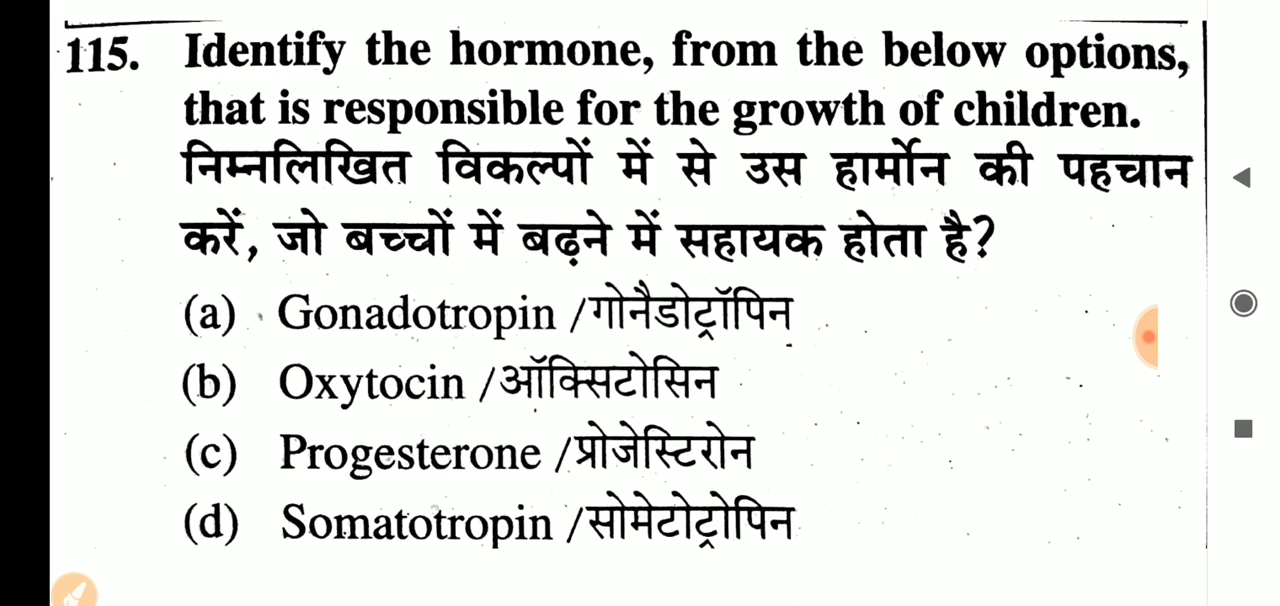 115. Identify the hormone, from the below options,
that is responsible for the growth of children.
निम्नलिखित विकल्पों में से उस हार्मोन की पहचान
करें, जो बच्चों में बढ़ने में सहायक होता है?
(a) Gonadotropin /गोनैडोट्रॉपिन
(b) Oxytocin /ऑक्सिटोसिन
(c) Progesterone /प्रोजेस्टिरोन
(d) Somatotropin /सोमेटोट्रोपिन